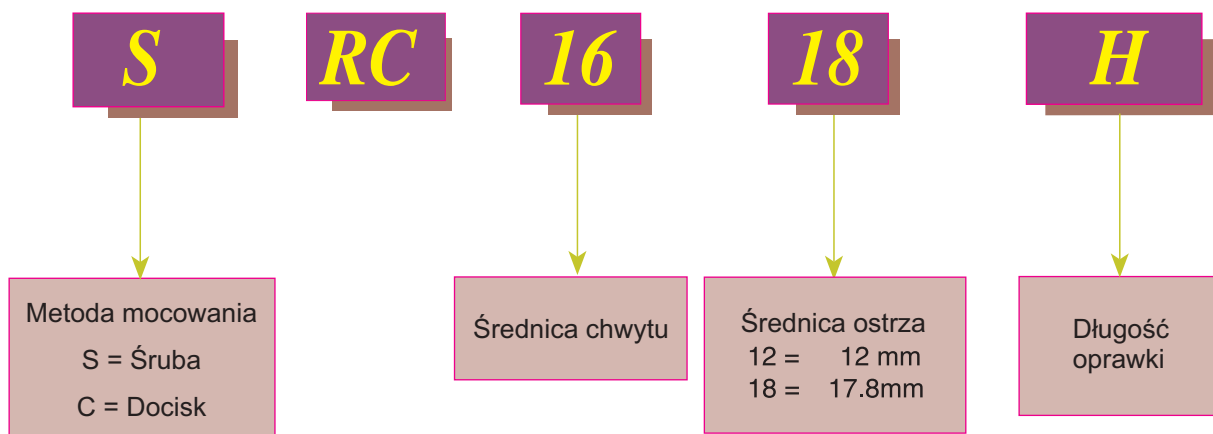 S RC 16 18 H
Metoda mocowania
S = Śruba
C = Docisk
Średnica chwytu
Średnica ostrza
12 = 12 mm
18 = 17.8mm
Długość
oprawki